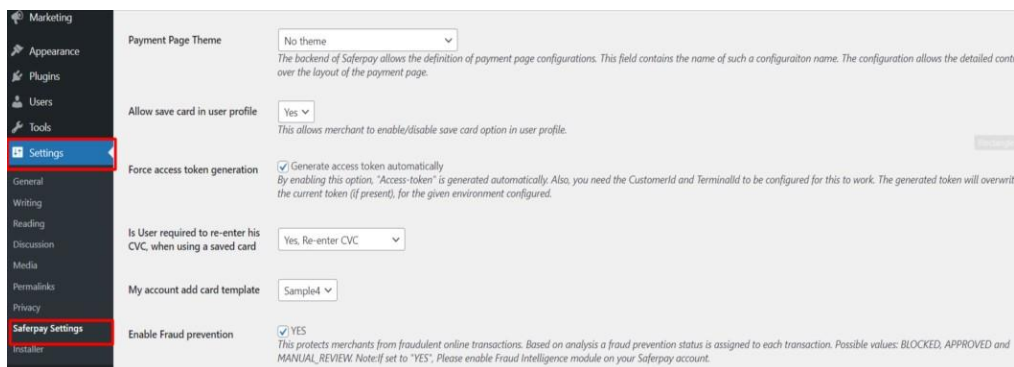 Marketing
Appearance
Plugins
Users
Tools
Settings
General
Writing
Reading
Discussion
Media
Permalinks
Privacy
Saferpay Settings
Installer
Payment Page Theme
No theme
The backend of Saferpay allows the definition of payment page configurations. This field contains the name of such a configuraiton name. The configuration allows the detailed cont
over the layout of the payment page.
Allow save card in user profile
Yes
This allows merchant to enable/disable save card option in user profile.
Force access token generation
Generate access token automatically
By enabling this option, "Access-token" is generated automatically. Also, you need the CustomerId and TerminalId to be configured for this to work. The generated token will overwrit
the current token (if present), for the given environment configured.
Is User required to re-enter his
CVC, when using a saved card
Yes, Re-enter CVC
My account add card template
Sample4
Enable Fraud prevention
YES
This protects merchants from fraudulent online transactions. Based on analysis a fraud prevention status is assigned to each transaction. Possible values: BLOCKED, APPROVED and
MANUAL_REVIEW. Note:If set to "YES", Please enable Fraud Intelligence module on your Saferpay account.